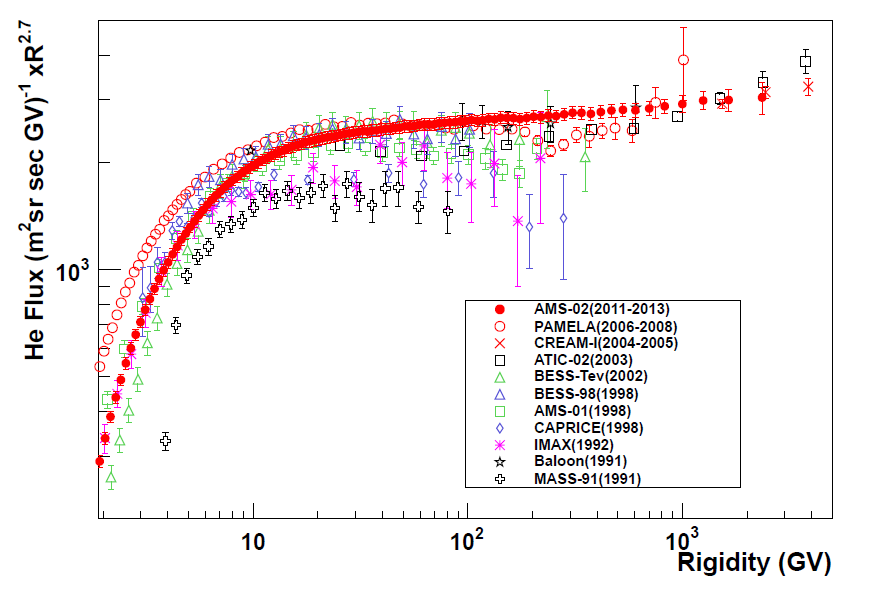 He Flux (m²sr sec GV)⁻¹ xR²·⁷
10³
AMS-02(2011-2013)
PAMELA(2006-2008)
CREAM-I(2004-2005)
ATIC-02(2003)
BESS-Tev(2002)
BESS-98(1998)
AMS-01(1998)
CAPRICE(1998)
IMAX(1992)
Baloon(1991)
MASS-91(1991)
10 10² 10³
Rigidity (GV)